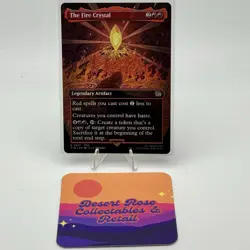 The Fire Crystal
Legendary Artifact
Red spells you cast cost less to
cast.
Creatures you control have haste.
Create a token that's a
copy of target creature you control.
Sacrifice it at the beginning of the
next end step.
Desert Rose
Collectables &
Retail